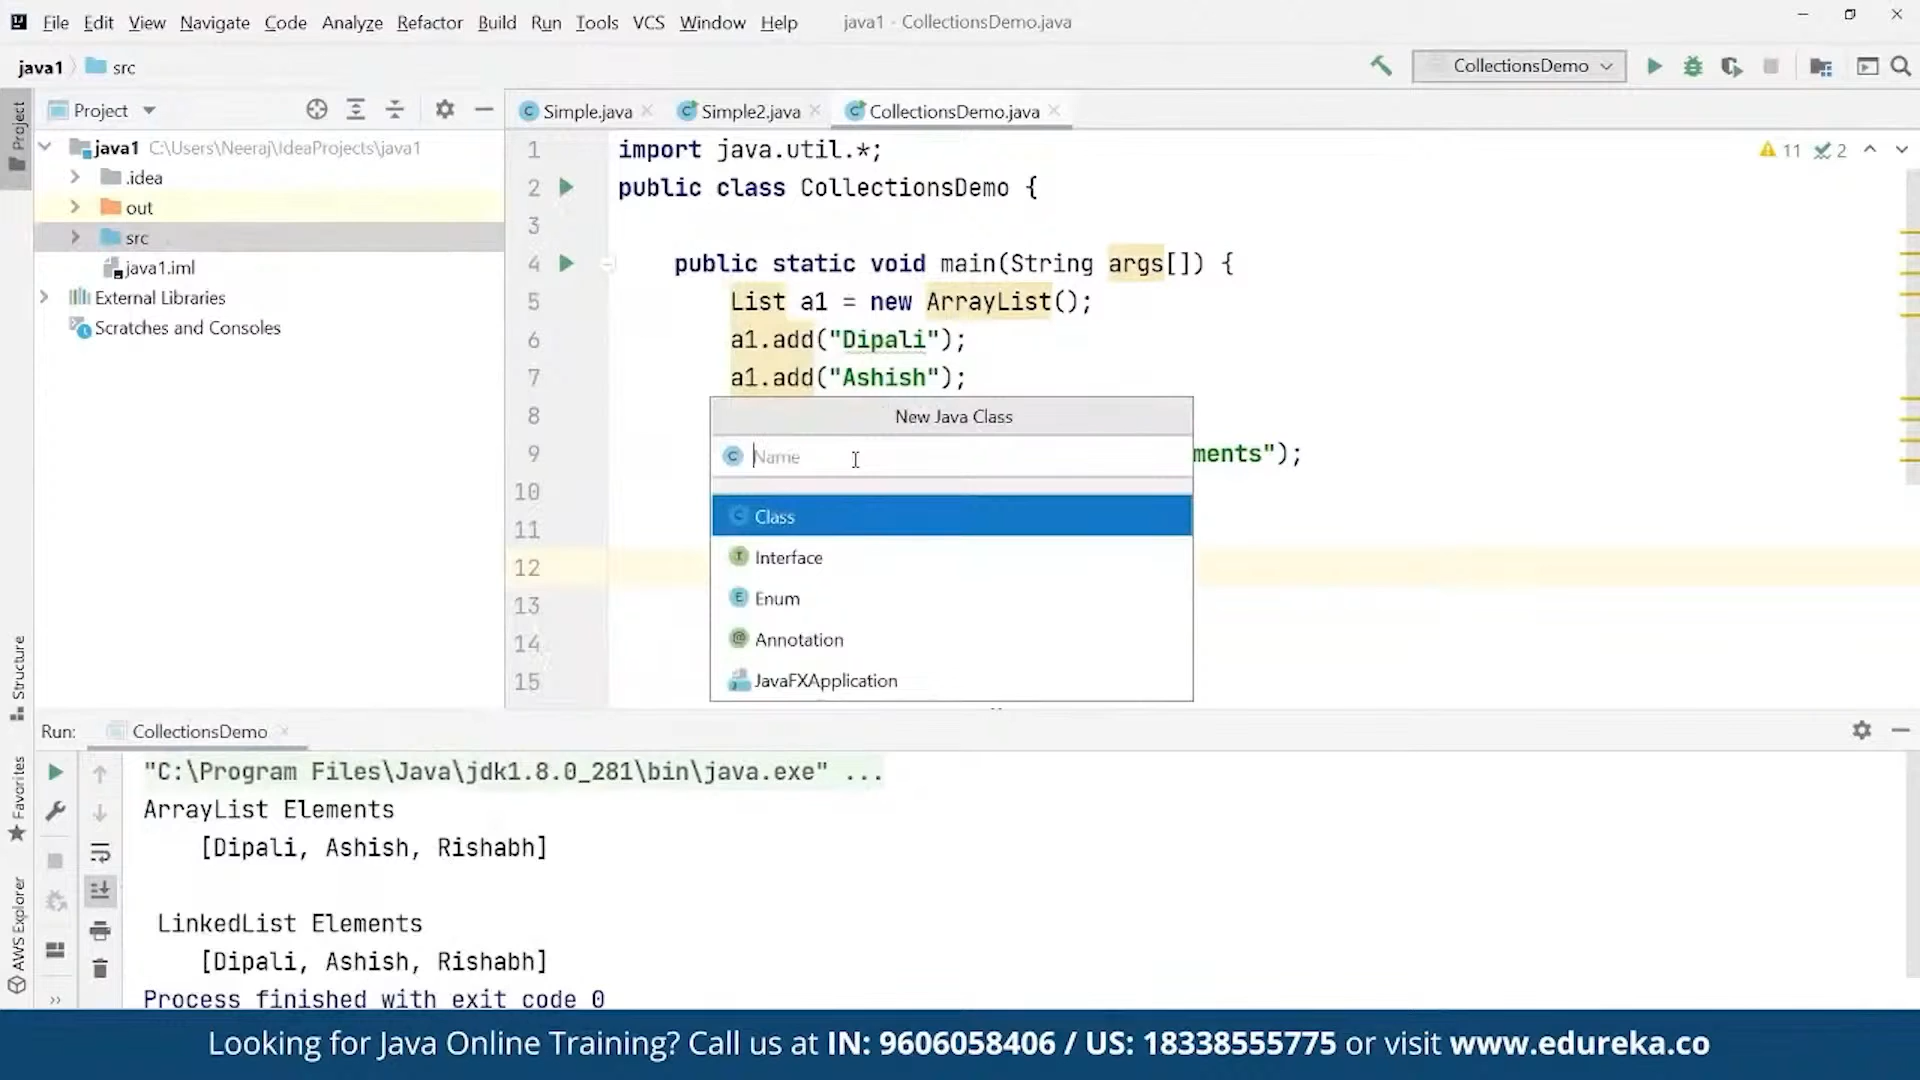 File Edit View Navigate Code Analyze Refactor Build Run Tools VCS Window Help java1 - CollectionsDemo.java
java1 src CollectionsDemo
Project
Project
java1 C:\Users\Neeraj\IdeaProjects\java1
.idea
out
src
java1.iml
External Libraries
Scratches and Consoles
Simple.java Simple2.java CollectionsDemo.java
11 2
1 import java.util.*;
2 public class CollectionsDemo {
3
4 public static void main(String args[]) {
5 List a1 = new ArrayList();
6 a1.add("Dipali");
7 a1.add("Ashish");
8
9 ments");
10
11
12
13
14
15
New Java Class
Name
Class
Interface
Enum
Annotation
JavaFXApplication
Structure
Favorites
AWS Explorer
Run: CollectionsDemo
"C:\Program Files\Java\jdk1.8.0_281\bin\java.exe" ...
ArrayList Elements
[Dipali, Ashish, Rishabh]
LinkedList Elements
[Dipali, Ashish, Rishabh]
Process finished with exit code 0
Looking for Java Online Training? Call us at IN: 9606058406 / US: 18338555775 or visit www.edureka.co